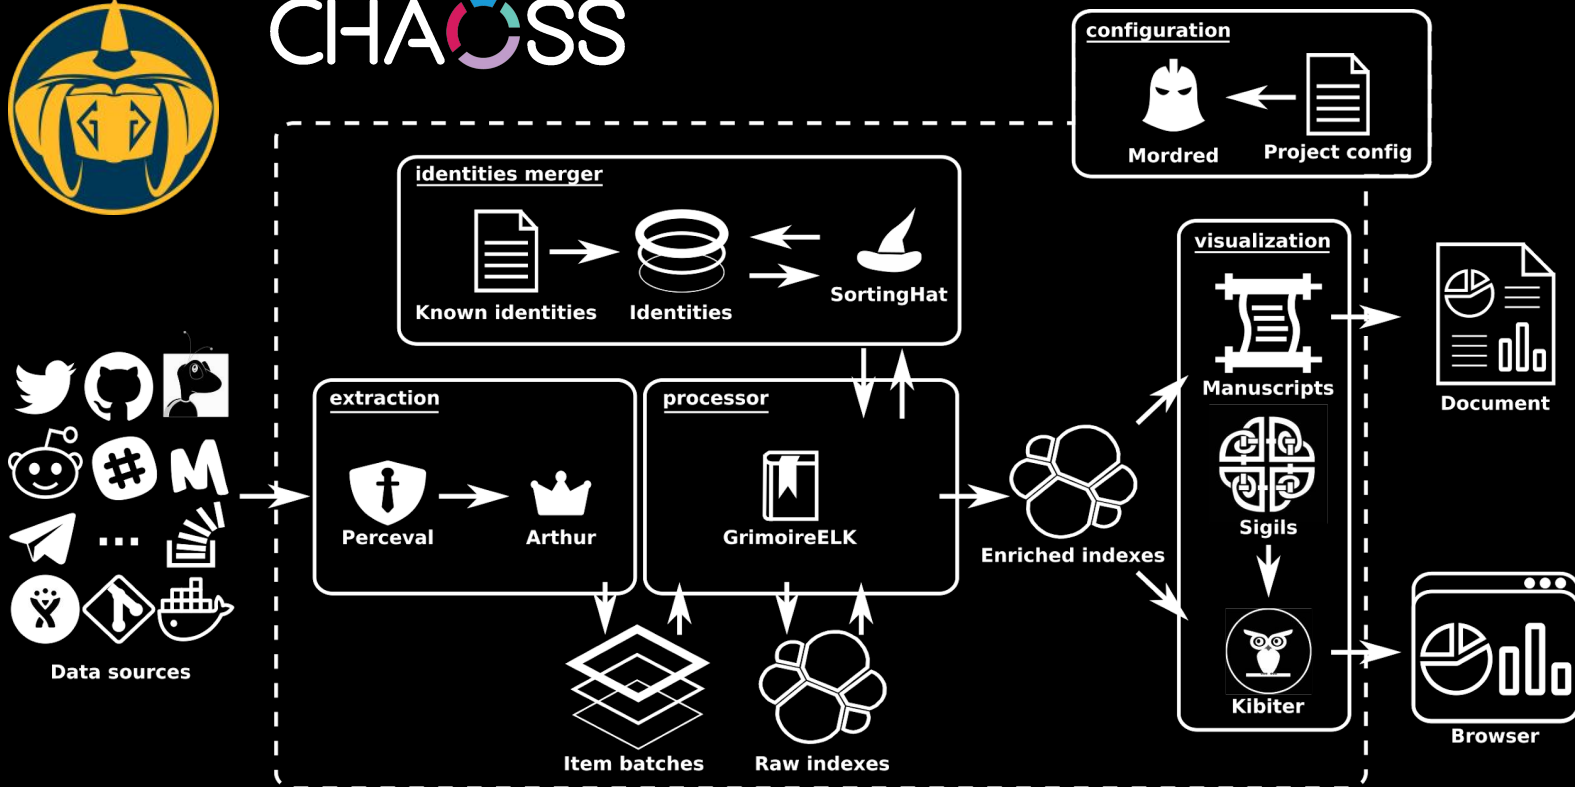 CHAOSS
configuration
Mordred
Project config
identities merger
Known identities
Identities
SortingHat
visualization
Manuscripts
Sigils
Kibiter
Document
Browser
extraction
Perceval
Arthur
processor
GrimoireELK
Enriched indexes
Data sources
Item batches
Raw indexes